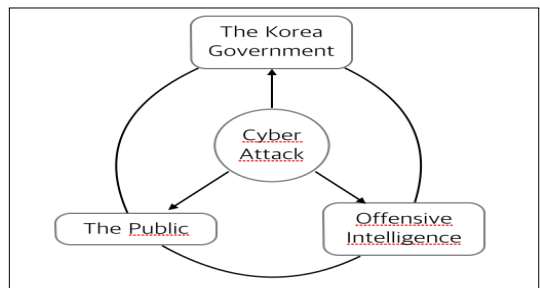 The Korea
Government
Cyber
Attack
The Public
Offensive
Intelligence